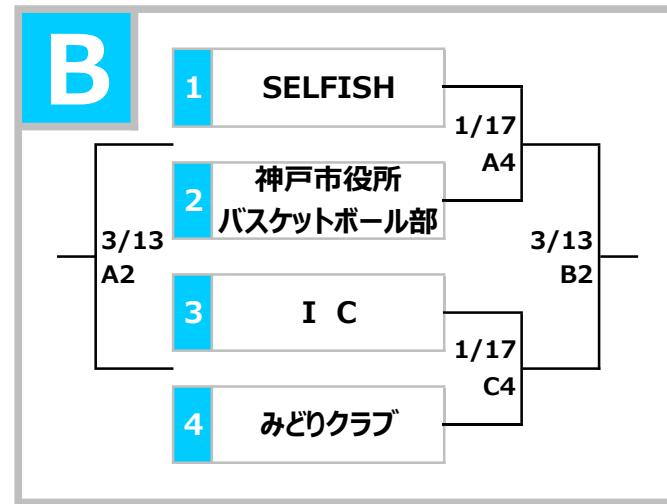 B
1
SELFISH
1/17
A4
2
神戸市役所
バスケットボール部
3/13
A2
3/13
B2
3
I C
1/17
C4
4
みどりクラブ